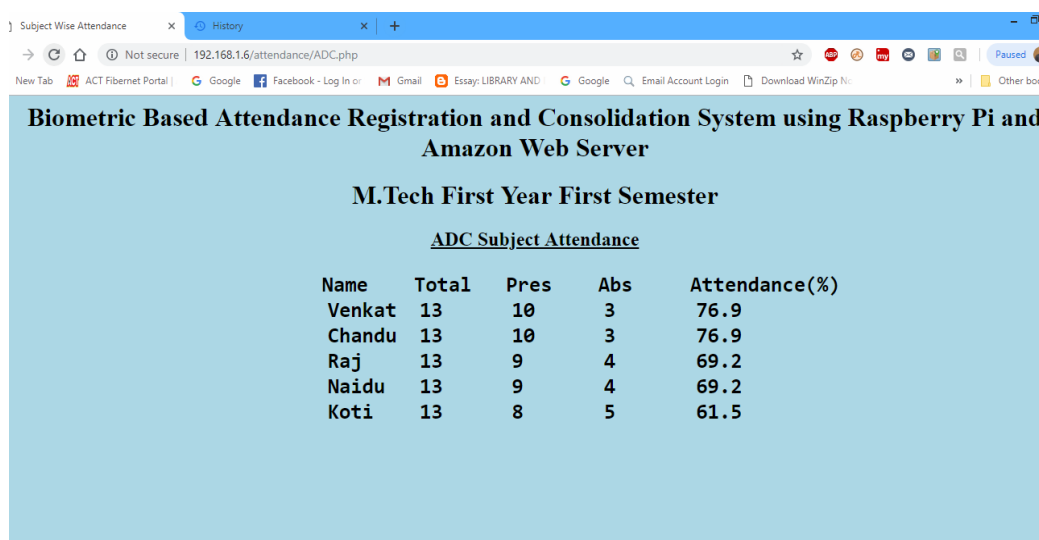 Subject Wise Attendance × History × +
Not secure | 192.168.1.6/attendance/ADC.php ABP my Paused
New Tab ACT Fibernet Portal | Google Facebook - Log In or Gmail Essay: LIBRARY AND Google Email Account Login Download WinZip » Other
Biometric Based Attendance Registration and Consolidation System using Raspberry Pi and
Amazon Web Server
M.Tech First Year First Semester
ADC Subject Attendance
Name Total Pres Abs Attendance(%)
Venkat 13 10 3 76.9
Chandu 13 10 3 76.9
Raj 13 9 4 69.2
Naidu 13 9 4 69.2
Koti 13 8 5 61.5